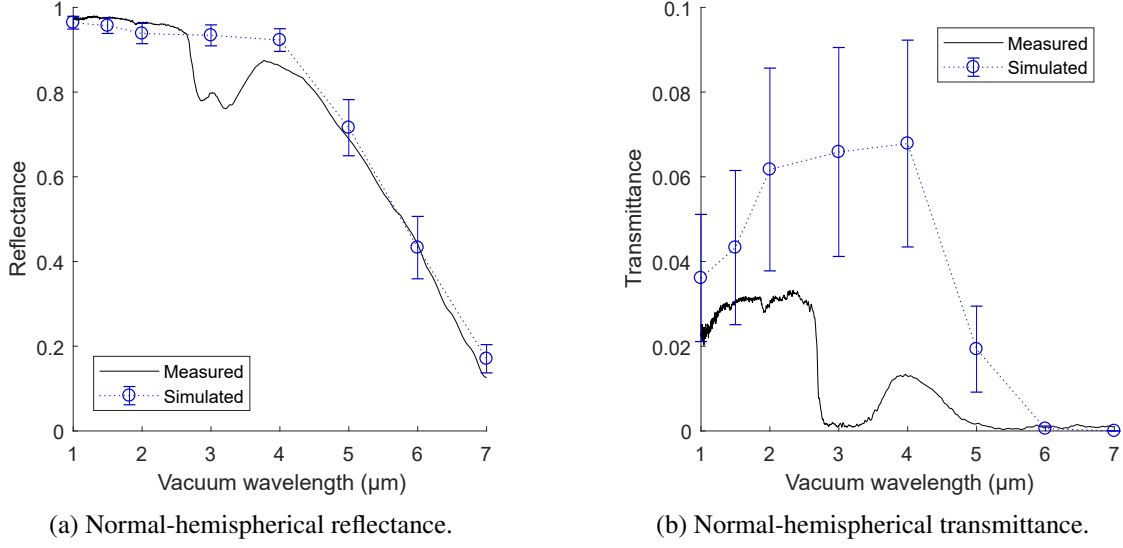 1
0.8
0.6
0.4
0.2
0
Reflectance
Measured
Simulated
1 2 3 4 5 6 7
Vacuum wavelength (μm)
(a) Normal-hemispherical reflectance.
0.1
0.08
0.06
0.04
0.02
0
Transmittance
Measured
Simulated
1 2 3 4 5 6 7
Vacuum wavelength (μm)
(b) Normal-hemispherical transmittance.